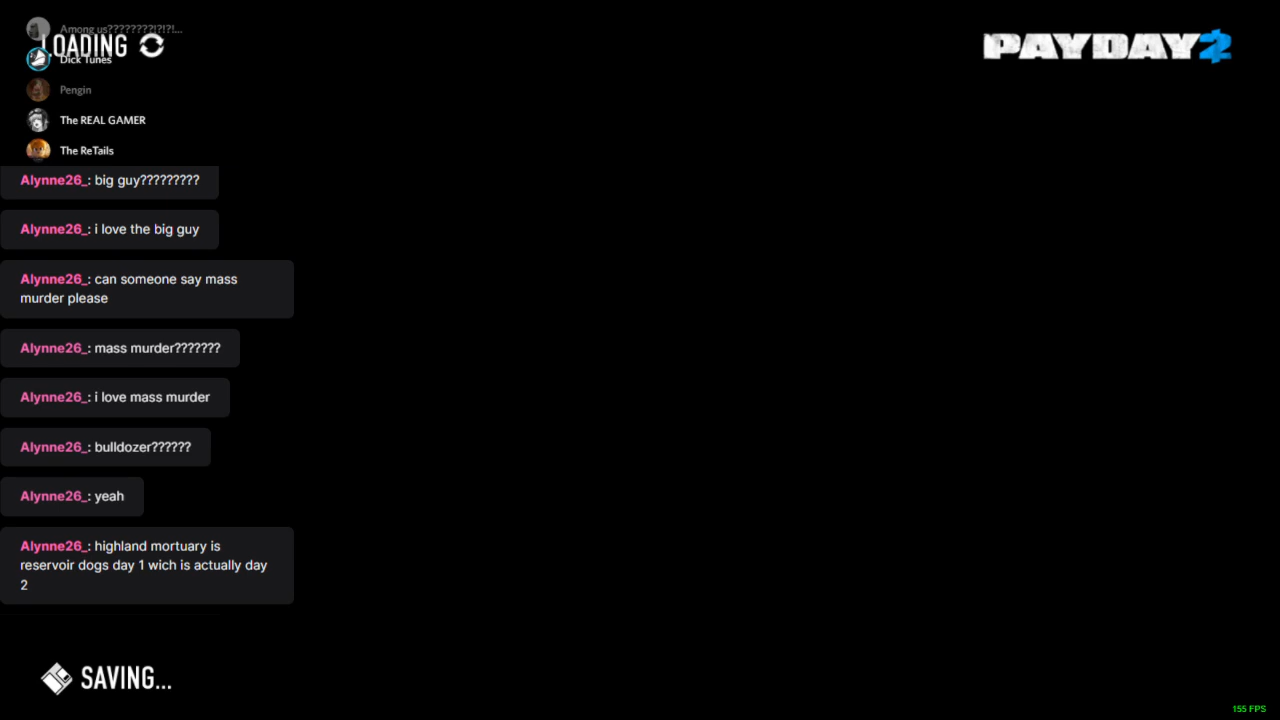 Among us????????!?!?!...
LOADING
PAYDAY 2
Dick Tunes
Pengin
The REAL GAMER
The ReTails
Alynne26_: big guy?????????
Alynne26_: i love the big guy
Alynne26_: can someone say mass
murder please
Alynne26_: mass murder???????
Alynne26_: i love mass murder
Alynne26_: bulldozer??????
Alynne26_: yeah
Alynne26_: highland mortuary is
reservoir dogs day 1 wich is actually day
2
SAVING...
155 FPS